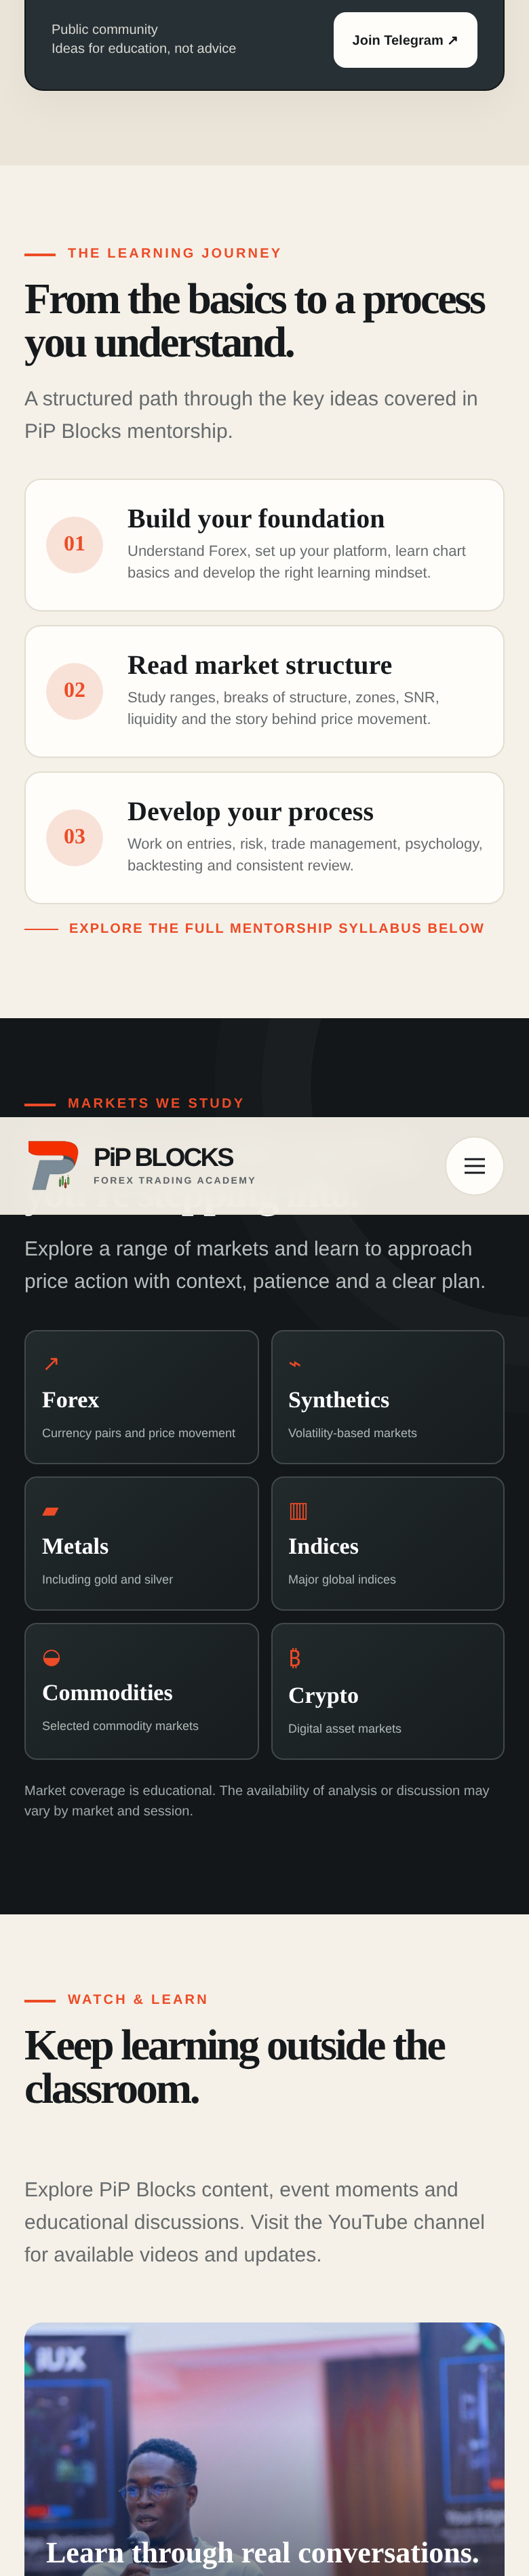 Public community
Ideas for education, not advice
Join Telegram ↗
THE LEARNING JOURNEY
From the basics to a process
you understand.
A structured path through the key ideas covered in
PiP Blocks mentorship.
01
Build your foundation
Understand Forex, set up your platform, learn chart
basics and develop the right learning mindset.
02
Read market structure
Study ranges, breaks of structure, zones, SNR,
liquidity and the story behind price movement.
03
Develop your process
Work on entries, risk, trade management, psychology,
backtesting and consistent review.
EXPLORE THE FULL MENTORSHIP SYLLABUS BELOW
MARKETS WE STUDY
PiP BLOCKS
FOREX TRADING ACADEMY
Explore a range of markets and learn to approach
price action with context, patience and a clear plan.
Forex
Currency pairs and price movement
Synthetics
Volatility-based markets
Metals
Including gold and silver
Indices
Major global indices
Commodities
Selected commodity markets
Crypto
Digital asset markets
Market coverage is educational. The availability of analysis or discussion may
vary by market and session.
WATCH & LEARN
Keep learning outside the
classroom.
Explore PiP Blocks content, event moments and
educational discussions. Visit the YouTube channel
for available videos and updates.
IUX
Learn through real conversations.